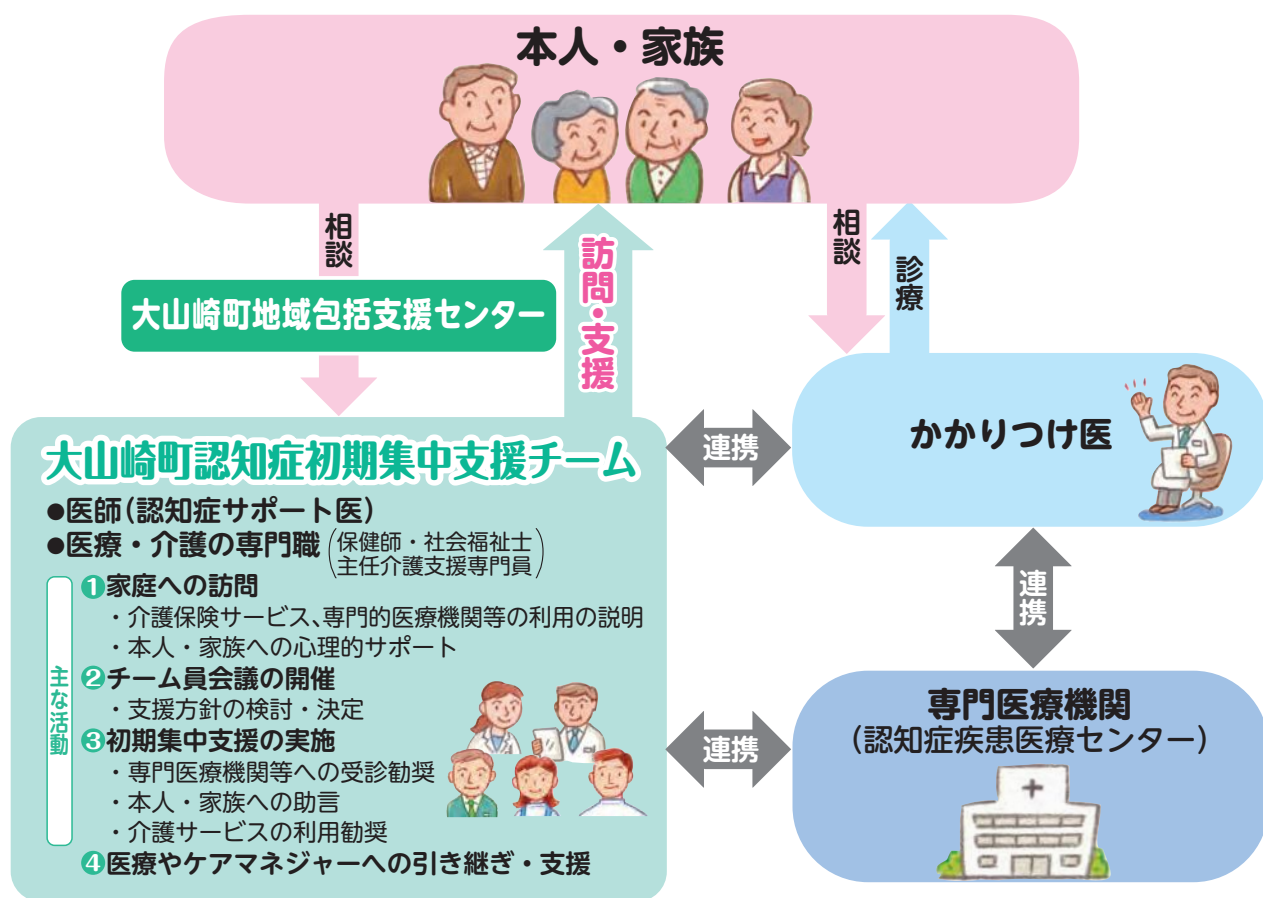 本人・家族
相談
訪問・支援
相談
診療
大山崎町地域包括支援センター
大山崎町認知症初期集中支援チーム
●医師(認知症サポート医)
●医療・介護の専門職(保健師・社会福祉士
主任介護支援専門員)
主な活動
❶家庭への訪問
・介護保険サービス、専門的医療機関等の利用の説明
・本人・家族への心理的サポート
❷チーム員会議の開催
・支援方針の検討・決定
❸初期集中支援の実施
・専門医療機関等への受診勧奨
・本人・家族への助言
・介護サービスの利用勧奨
❹医療やケアマネジャーへの引き継ぎ・支援
連携
かかりつけ医
連携
連携
専門医療機関
(認知症疾患医療センター)